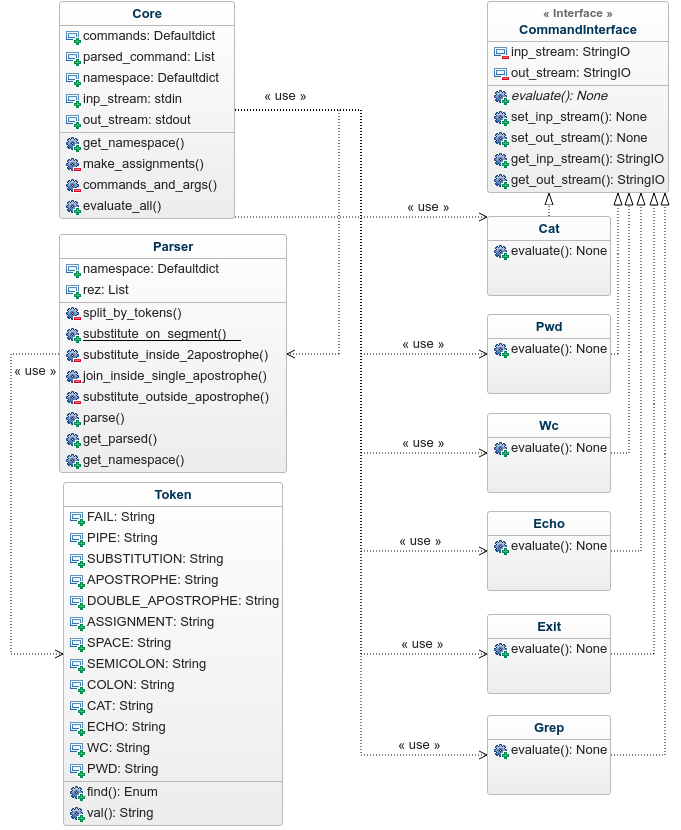 Core
commands: Defaultdict
parsed_command: List
namespace: Defaultdict
inp_stream: stdin
out_stream: stdout
get_namespace()
make_assignments()
commands_and_args()
evaluate_all()
« use »
« use »
Parser
namespace: Defaultdict
rez: List
split_by_tokens()
substitute_on_segment()
substitute_inside_2apostrophe()
join_inside_single_apostrophe()
substitute_outside_apostrophe()
parse()
get_parsed()
get_namespace()
« use »
Token
FAIL: String
PIPE: String
SUBSTITUTION: String
APOSTROPHE: String
DOUBLE_APOSTROPHE: String
ASSIGNMENT: String
SPACE: String
SEMICOLON: String
COLON: String
CAT: String
ECHO: String
WC: String
PWD: String
find(): Enum
val(): String
« Interface »
CommandInterface
inp_stream: StringIO
out_stream: StringIO
evaluate(): None
set_inp_stream(): None
set_out_stream(): None
get_inp_stream(): StringIO
get_out_stream(): StringIO
Cat
evaluate(): None
« use »
Pwd
evaluate(): None
« use »
Wc
evaluate(): None
« use »
Echo
evaluate(): None
« use »
Exit
evaluate(): None
« use »
Grep
evaluate(): None